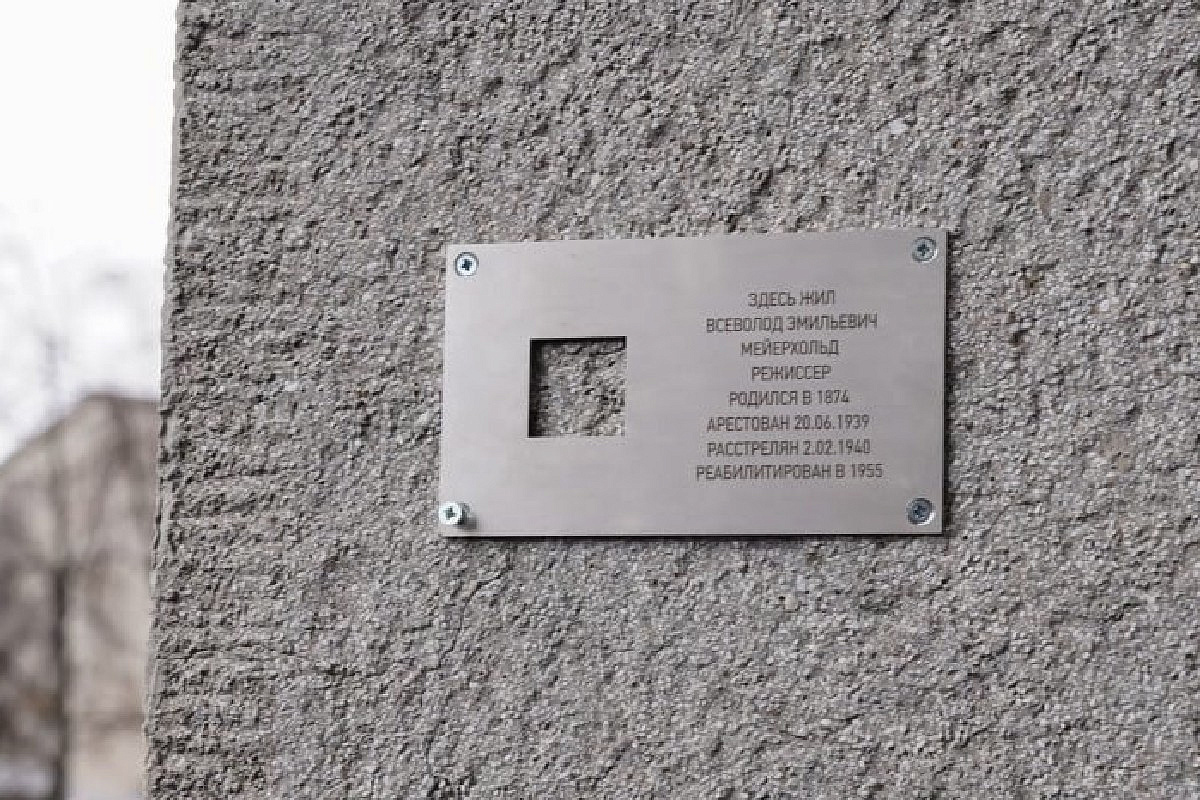 ЗДЕСЬ ЖИЛ
ВСЕВОЛОД ЭМИЛЬЕВИЧ
МЕЙЕРХОЛЬД
РЕЖИССЕР
РОДИЛСЯ В 1874
АРЕСТОВАН 20.06.1939
РАССТРЕЛЯН 2.02.1940
РЕАБИЛИТИРОВАН В 1955